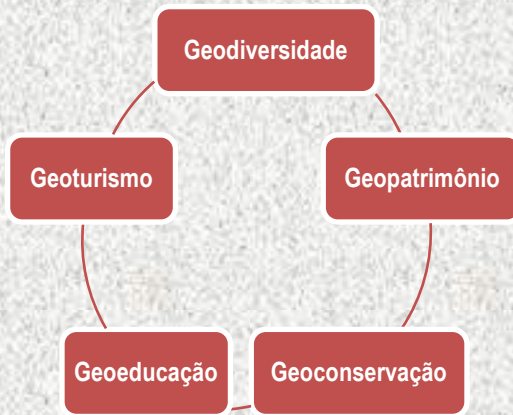 Geodiversidade
Geoturismo
Geopatrimônio
Geoeducação
Geoconservação